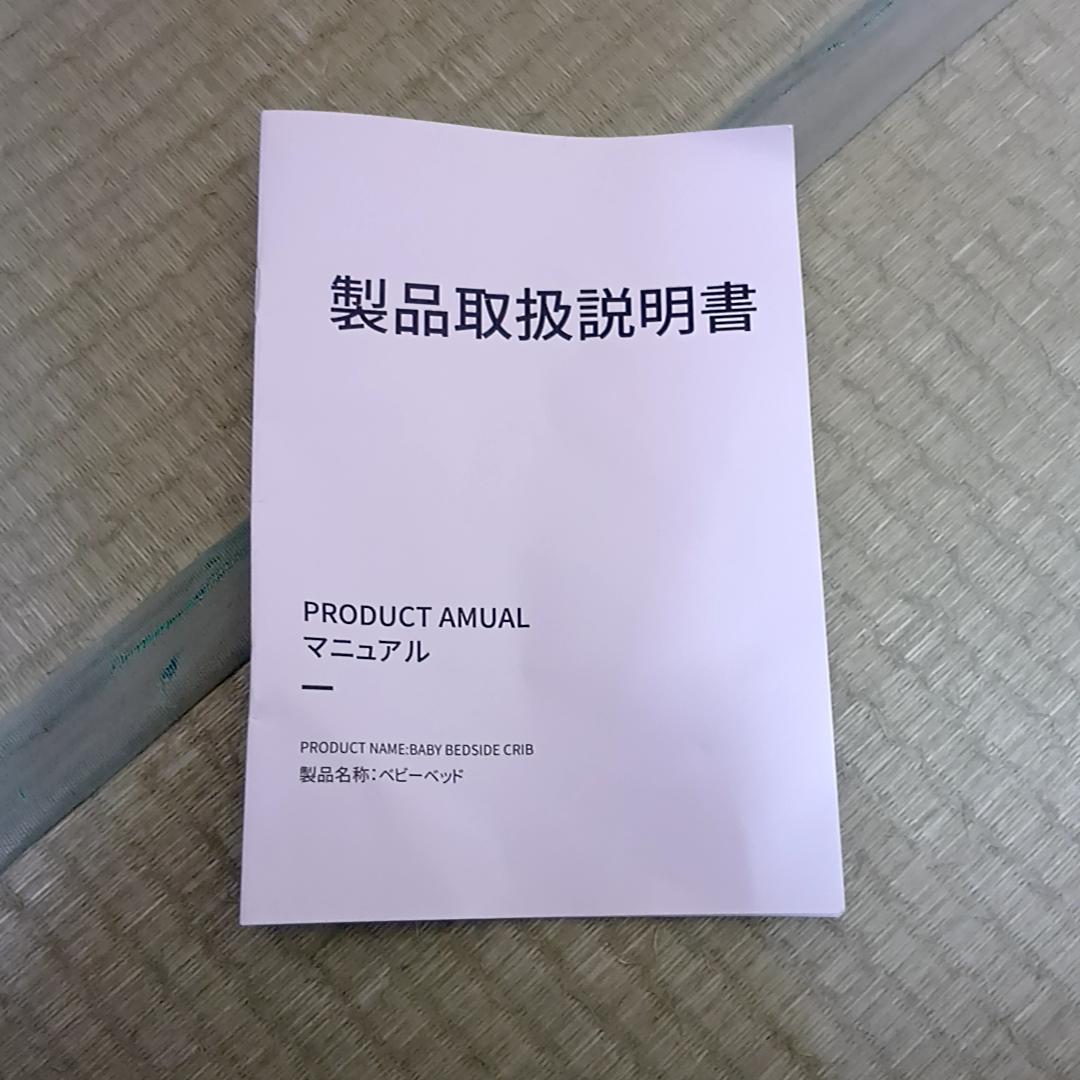 製品取扱説明書
PRODUCT AMUAL
マニュアル
PRODUCT NAME:BABY BEDSIDE CRIB
製品名称：ベビーベッド